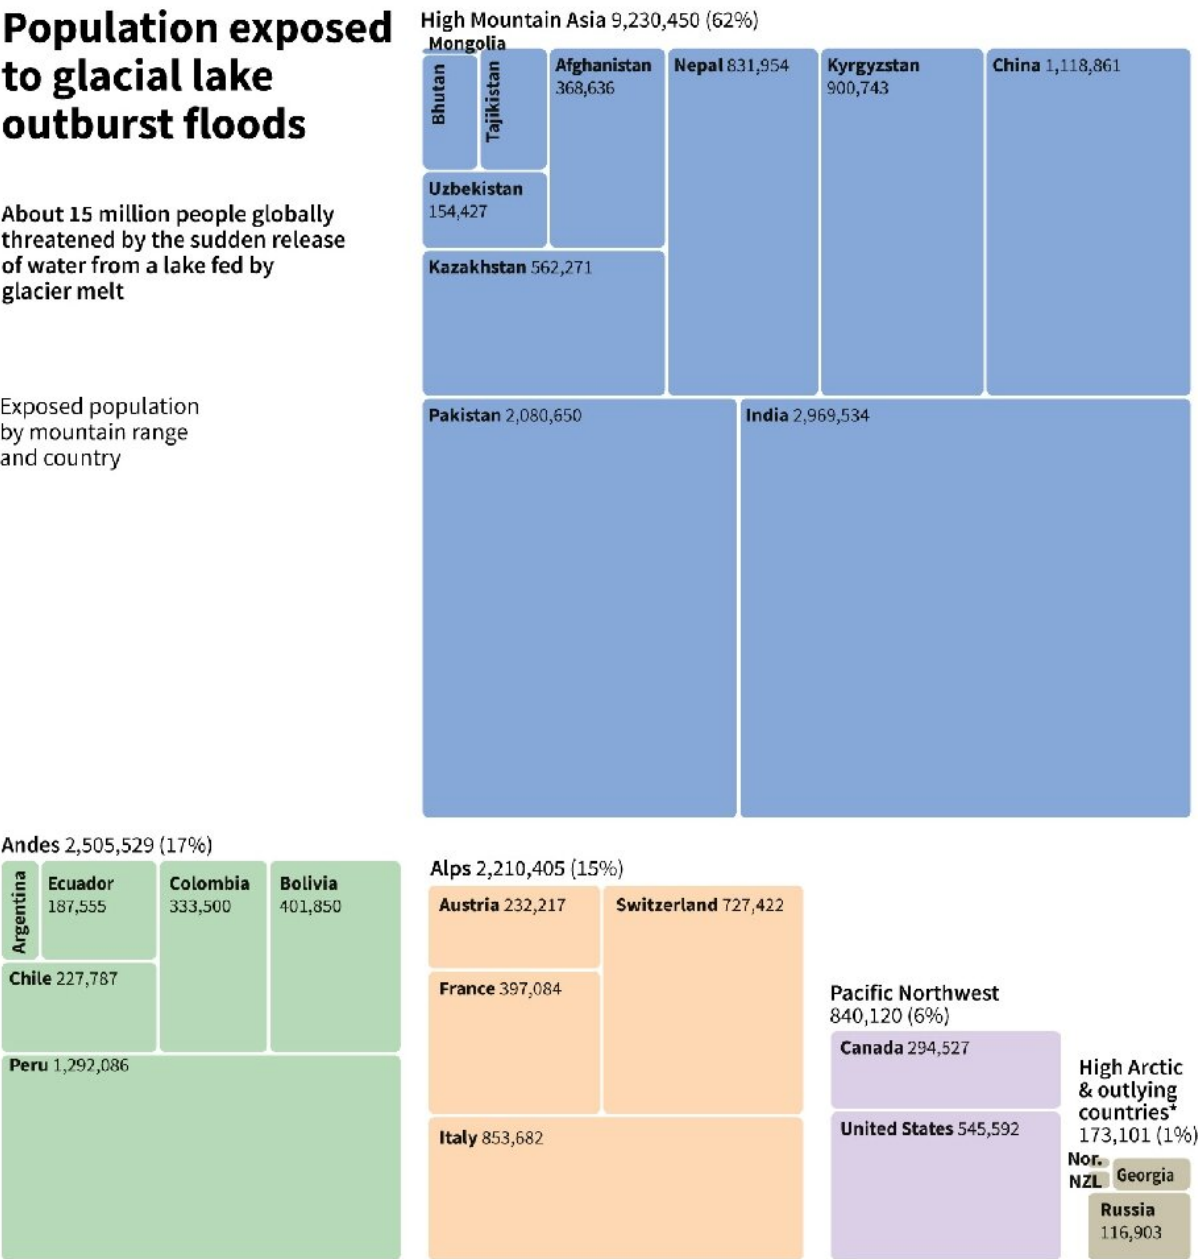 Population exposed
to glacial lake
outburst floods
About 15 million people globally
threatened by the sudden release
of water from a lake fed by
glacier melt
Exposed population
by mountain range
and country
High Mountain Asia 9,230,450 (62%)
Mongolia
Bhutan
Tajikistan
Afghanistan
368,636
Nepal 831,954
Kyrgyzstan
900,743
China 1,118,861
Uzbekistan
154,427
Kazakhstan 562,271
Pakistan 2,080,650
India 2,969,534
Andes 2,505,529 (17%)
Argentina
Ecuador
187,555
Colombia
333,500
Bolivia
401,850
Chile 227,787
Peru 1,292,086
Alps 2,210,405 (15%)
Austria 232,217
Switzerland 727,422
France 397,084
Italy 853,682
Pacific Northwest
840,120 (6%)
Canada 294,527
United States 545,592
High Arctic
& outlying
countries*
173,101 (1%)
Nor.
NZL
Georgia
Russia
116,903